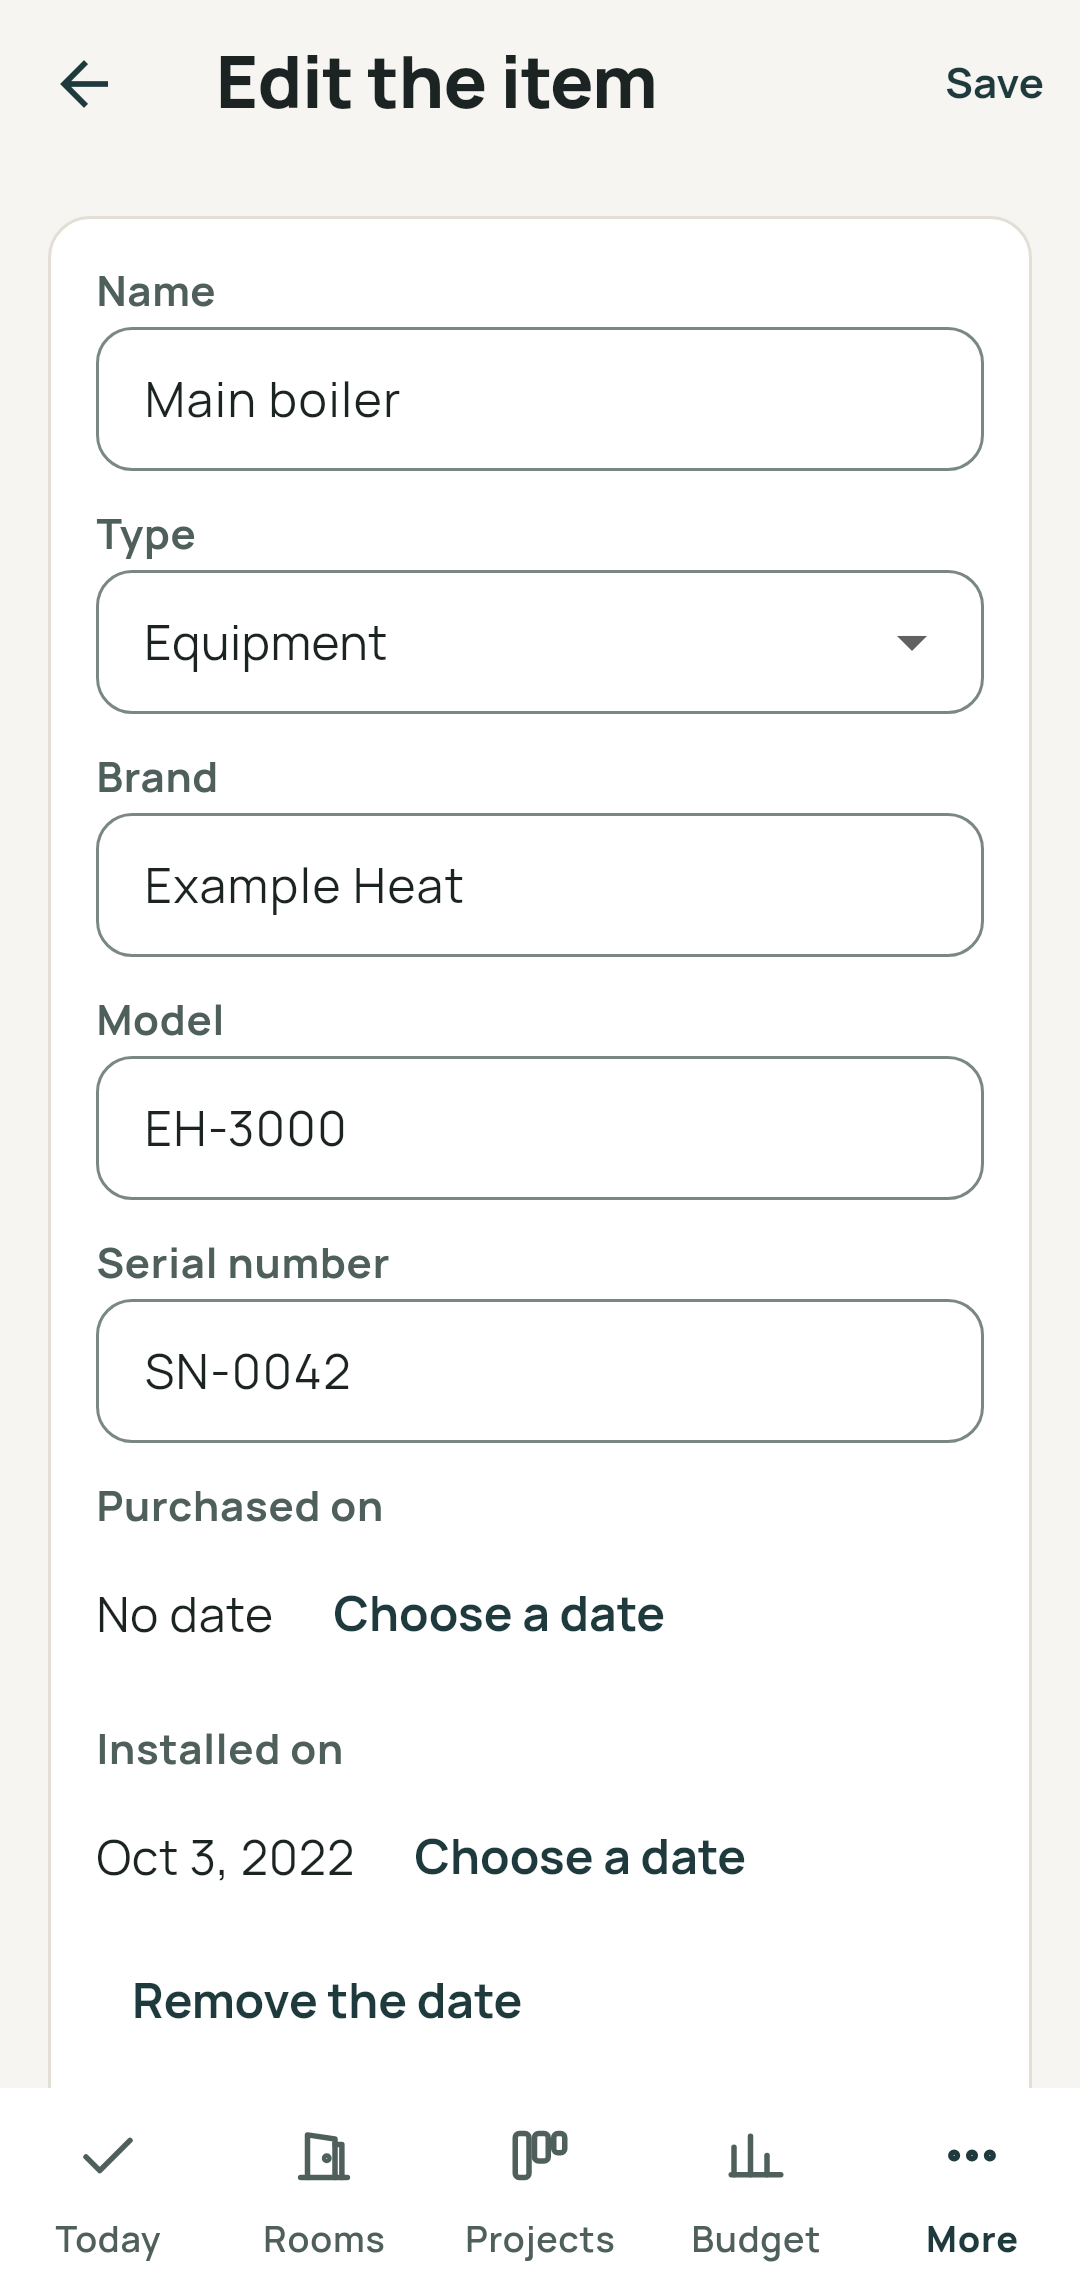 Edit the item
Save
Name
Main boiler
Type
Equipment
Brand
Example Heat
Model
EH-3000
Serial number
SN-0042
Purchased on
No date Choose a date
Installed on
Oct 3, 2022 Choose a date
Remove the date
Today Rooms Projects Budget More